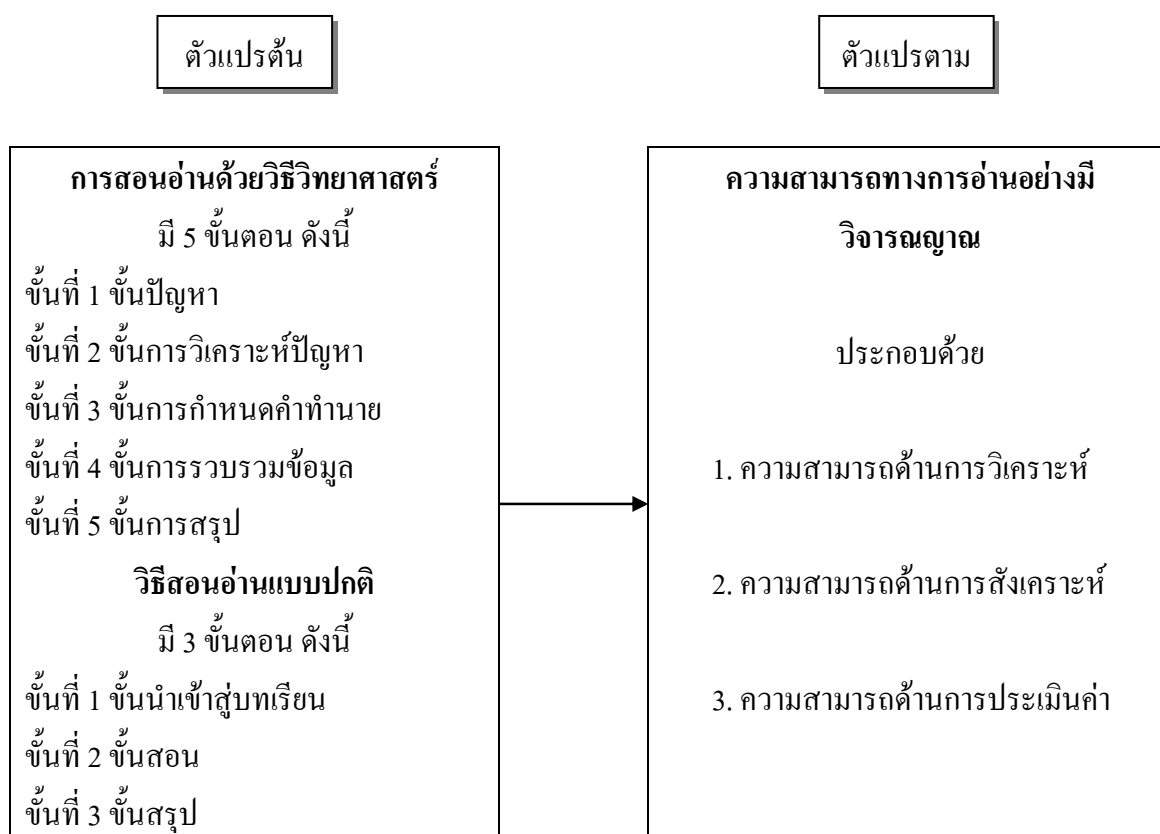 ตัวแปรต้น
ตัวแปรตาม
การสอนอ่านด้วยวิธีวิทยาศาสตร์
มี 5 ขั้นตอน ดังนี้
ขั้นที่ 1 ขั้นปัญหา
ขั้นที่ 2 ขั้นการวิเคราะห์ปัญหา
ขั้นที่ 3 ขั้นการกำหนดคำทำนาย
ขั้นที่ 4 ขั้นการรวบรวมข้อมูล
ขั้นที่ 5 ขั้นการสรุป
วิธีสอนอ่านแบบปกติ
มี 3 ขั้นตอน ดังนี้
ขั้นที่ 1 ขั้นนำเข้าสู่บทเรียน
ขั้นที่ 2 ขั้นสอน
ขั้นที่ 3 ขั้นสรุป
ความสามารถทางการอ่านอย่างมี
วิจารณญาณ
ประกอบด้วย
1. ความสามารถด้านการวิเคราะห์
2. ความสามารถด้านการสังเคราะห์
3. ความสามารถด้านการประเมินค่า